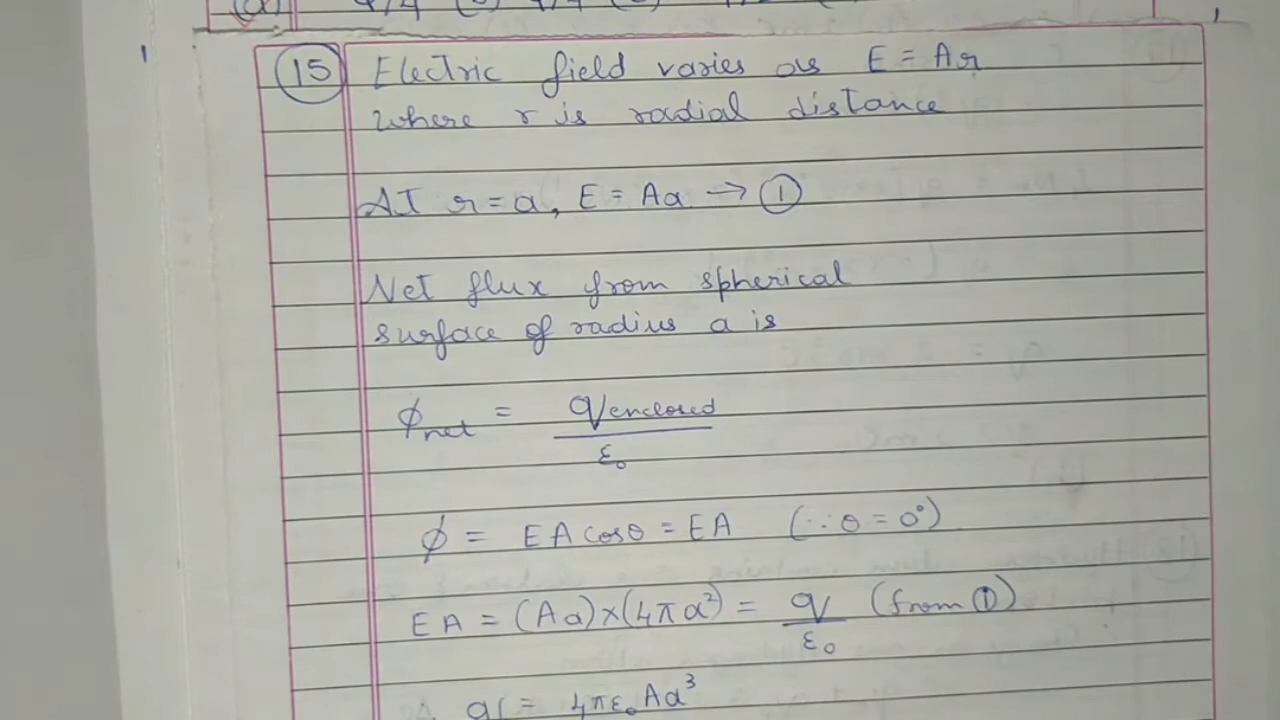 15 Electric field varies as E = Ar
where r is radial distance
At r = a, E = Aa → ①
Net flux from spherical
surface of radius a is
ϕnet = qenclosed / ε₀
ϕ = EA cosθ = EA (∵ θ = 0°)
EA = (Aa) × (4πa²) = q / ε₀ (from ①)
q = 4πε₀Aa³